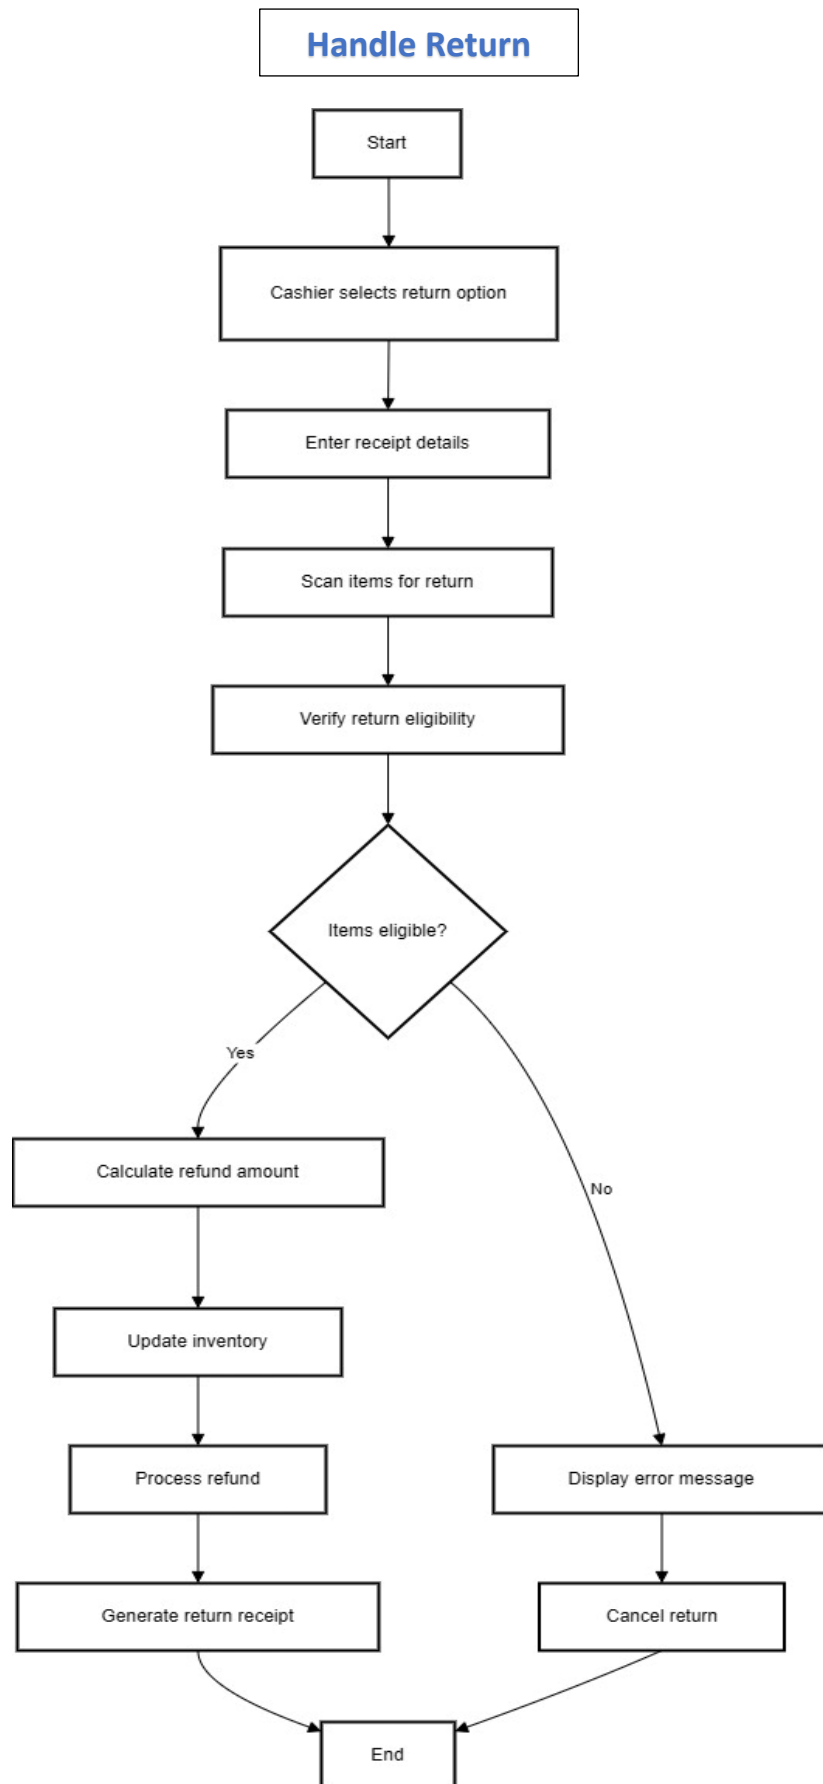 Handle Return
Start
Cashier selects return option
Enter receipt details
Scan items for return
Verify return eligibility
Items eligible?
Yes
No
Calculate refund amount
Update inventory
Process refund
Display error message
Generate return receipt
Cancel return
End